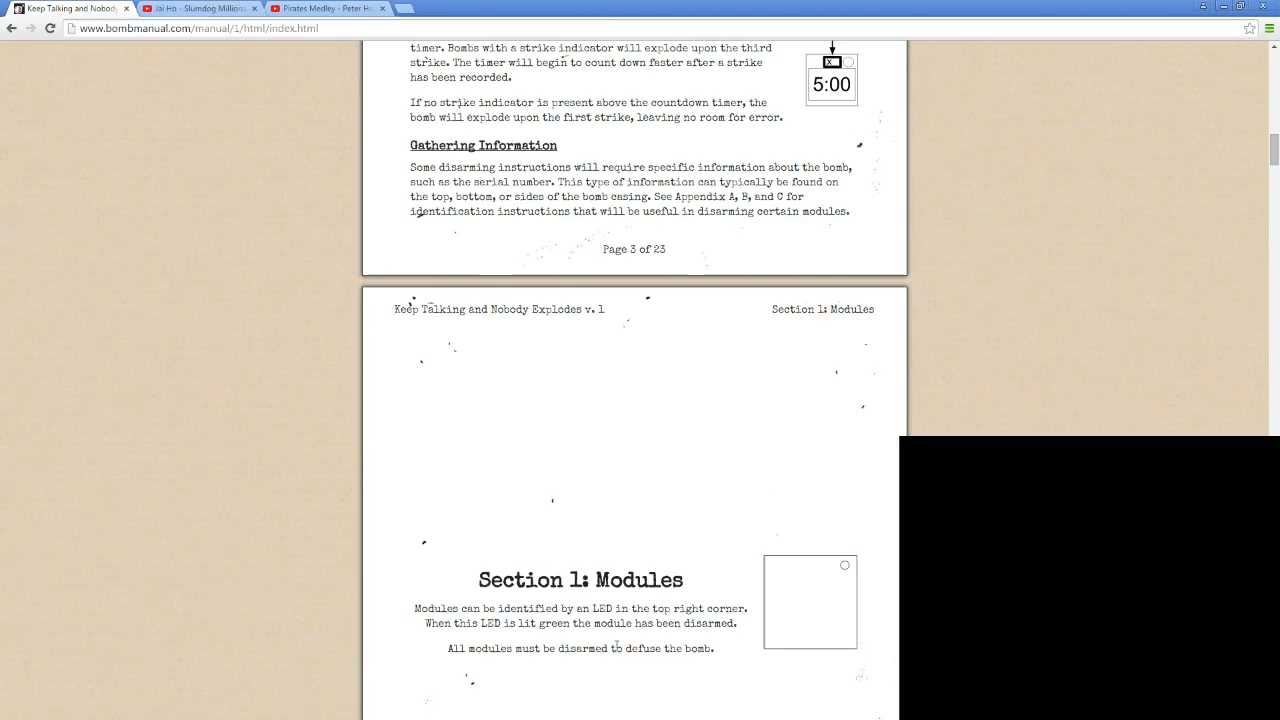 Keep Talking and Nobody
Jai Ho - Slumdog Milliona
Pirates Medley - Peter Ho
www.bombmanual.com/manual/1/html/index.html
timer. Bombs with a strike indicator will explode upon the third
strike. The timer will begin to count down faster after a strike
has been recorded.
X
5:00
If no strike indicator is present above the countdown timer, the
bomb will explode upon the first strike, leaving no room for error.
Gathering Information
Some disarming instructions will require specific information about the bomb,
such as the serial number. This type of information can typically be found on
the top, bottom, or sides of the bomb casing. See Appendix A, B, and C for
identification instructions that will be useful in disarming certain modules.
Page 3 of 23
Keep Talking and Nobody Explodes v. 1
Section 1: Modules
Section 1: Modules
Modules can be identified by an LED in the top right corner.
When this LED is lit green the module has been disarmed.
All modules must be disarmed to defuse the bomb.